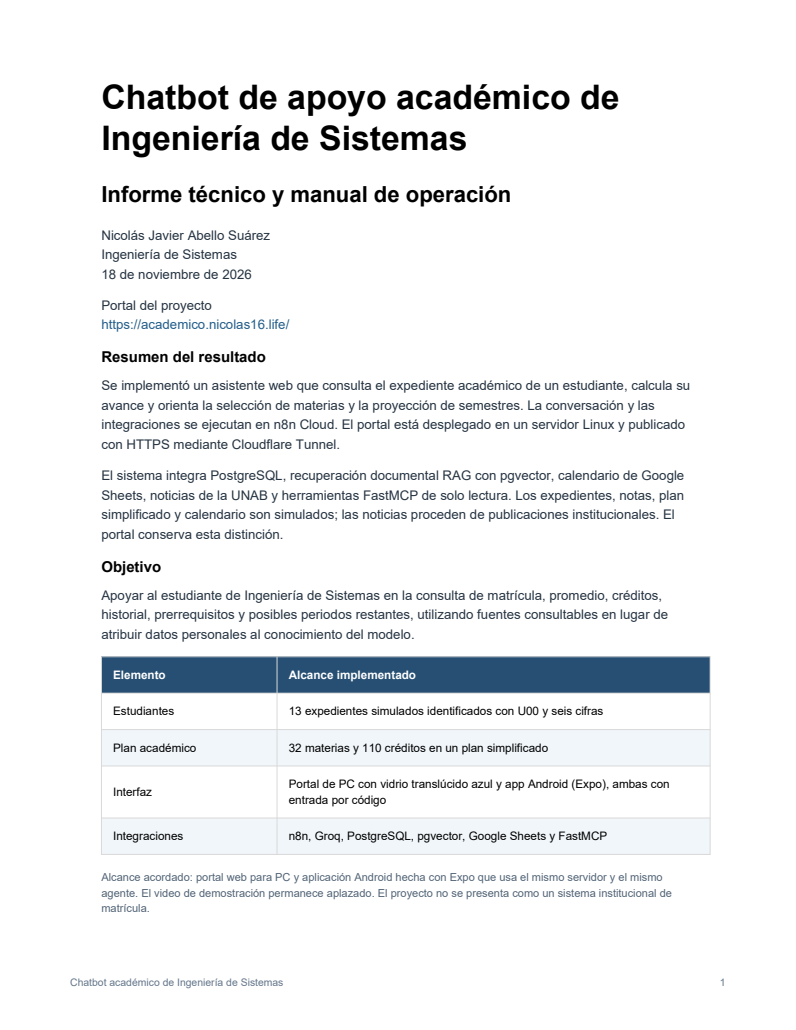 Chatbot de apoyo académico de
Ingeniería de Sistemas
Informe técnico y manual de operación
Nicolás Javier Abello Suárez
Ingeniería de Sistemas
18 de noviembre de 2026
Portal del proyecto
https://academico.nicolas16.life/
Resumen del resultado
Se implementó un asistente web que consulta el expediente académico de un estudiante, calcula su
avance y orienta la selección de materias y la proyección de semestres. La conversación y las
integraciones se ejecutan en n8n Cloud. El portal está desplegado en un servidor Linux y publicado
con HTTPS mediante Cloudflare Tunnel.
El sistema integra PostgreSQL, recuperación documental RAG con pgvector, calendario de Google
Sheets, noticias de la UNAB y herramientas FastMCP de solo lectura. Los expedientes, notas, plan
simplificado y calendario son simulados; las noticias proceden de publicaciones institucionales. El
portal conserva esta distinción.
Objetivo
Apoyar al estudiante de Ingeniería de Sistemas en la consulta de matrícula, promedio, créditos,
historial, prerrequisitos y posibles periodos restantes, utilizando fuentes consultables en lugar de
atribuir datos personales al conocimiento del modelo.
Elemento Alcance implementado
Estudiantes 13 expedientes simulados identificados con U00 y seis cifras
Plan académico 32 materias y 110 créditos en un plan simplificado
Interfaz Portal de PC con vidrio translúcido azul y app Android (Expo), ambas con
entrada por código
Integraciones n8n, Groq, PostgreSQL, pgvector, Google Sheets y FastMCP
Alcance acordado: portal web para PC y aplicación Android hecha con Expo que usa el mismo servidor y el mismo
agente. El video de demostración permanece aplazado. El proyecto no se presenta como un sistema institucional de
matrícula.
Chatbot académico de Ingeniería de Sistemas 1